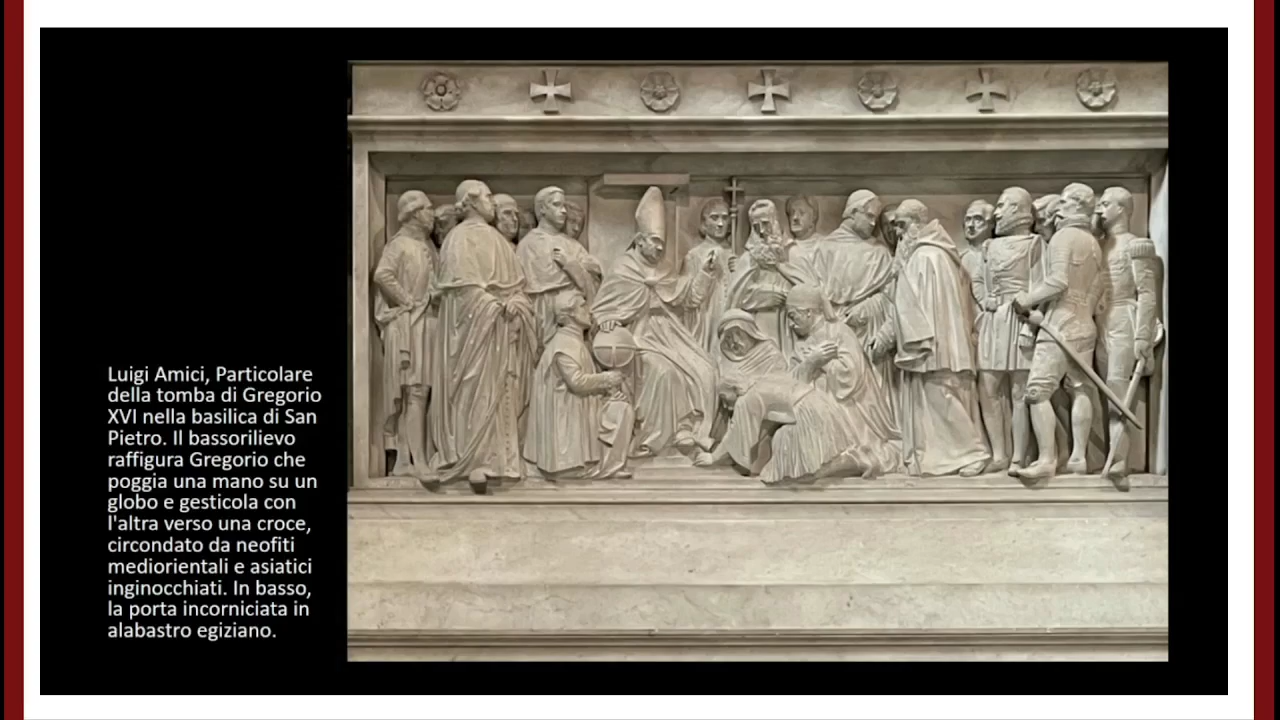 Luigi Amici, Particolare
della tomba di Gregorio
XVI nella basilica di San
Pietro. Il bassorilievo
raffigura Gregorio che
poggia una mano su un
globo e gesticola con
l'altra verso una croce,
circondato da neofiti
mediorientali e asiatici
inginocchiati. In basso,
la porta incorniciata in
alabastro egiziano.